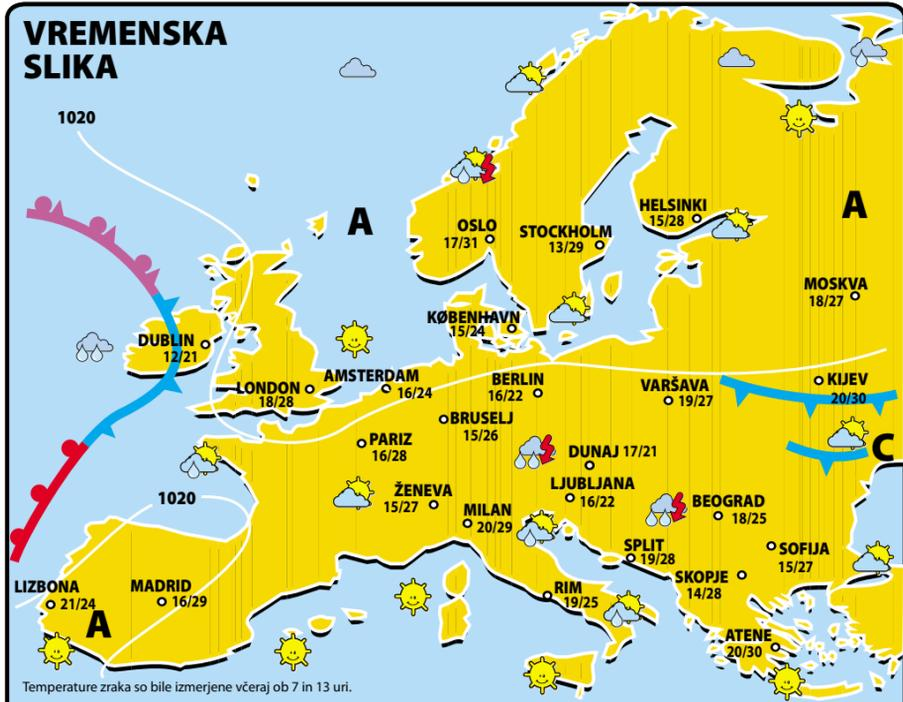 VREMENSKA
SLIKA
1020
A
A
HELSINKI
15/28
OSLO
17/31
STOCKHOLM
13/29
MOSKVA
18/27
KØBENHAVN
15/24
DUBLIN
12/21
LONDON
18/28
AMSTERDAM
16/24
BERLIN
16/22
VARŠAVA
19/27
KIJEV
20/30
BRUSELJ
15/26
PARIZ
16/28
DUNAJ 17/21
C
LJUBLJANA
16/22
ŽENEVA
15/27
1020
MILAN
20/29
BEOGRAD
18/25
SPLIT
19/28
SOFIJA
15/27
SKOPJE
14/28
LIZBONA
21/24
MADRID
16/29
RIM
19/25
A
ATENE
20/30
Temperature zraka so bile izmerjene včeraj ob 7 in 13 uri.